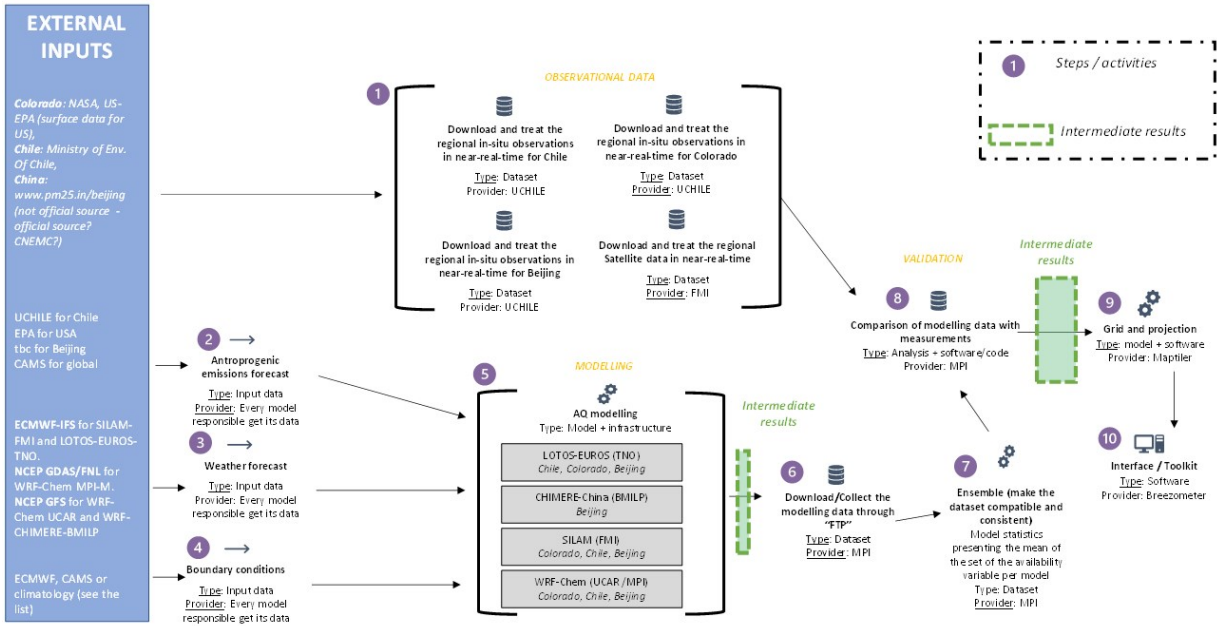 EXTERNAL
INPUTS
Colorado: NASA, US-
EPA (surface data for
US),
Chile: Ministry of Env.
Of Chile,
China:
www.pm25.in/beijing
(not official source -
official source?
CNEMC?)
UCHILE for Chile
EPA for USA
tbc for Beijing
CAMS for global
ECMWF-IFS for SILAM-
FMI and LOTOS-EUROS-
TNO.
NCEP GDAS/FNL for
WRF-Chem MPI-M.
NCEP GFS for WRF-
Chem UCAR and WRF-
CHIMERE-BMILP
ECMWF, CAMS or
climatology (see the
list)
1
OBSERVATIONAL DATA
Download and treat the
regional in-situ observations
in near-real-time for Chile
Type: Dataset
Provider: UCHILE
Download and treat the
regional in-situ observations
in near-real-time for Colorado
Type: Dataset
Provider: UCHILE
Download and treat the
regional in-situ observations in
near-real-time for Beijing
Type: Dataset
Provider: UCHILE
Download and treat the regional
Satellite data in near-real-time
Type: Dataset
Provider: FMI
2
Antroprogenic
emissions forecast
Type: Input data
Provider: Every model
responsible get its data
3
Weather forecast
Type: Input data
Provider: Every model
responsible get its data
4
Boundary conditions
Type: Input data
Provider: Every model
responsible get its data
5
MODELLING
AQ modelling
Type: Model + infrastructure
LOTOS-EUROS (TNO)
Chile, Colorado, Beijing
CHIMERE-China (BMILP)
Beijing
SILAM (FMI)
Colorado, Chile, Beijing
WRF-Chem (UCAR /MPI)
Colorado, Chile, Beijing
Intermediate
results
6
Download/Collect the
modelling data through
“FTP”
Type: Dataset
Provider: MPI
7
Ensemble (make the
dataset compatible and
consistent)
Model statistics
presenting the mean of
the set of the availability
variable per model
Type: Dataset
Provider: MPI
VALIDATION
8
Comparison of modelling data with
measurements
Type: Analysis + software/code
Provider: MPI
Intermediate
results
9
Grid and projection
Type: model + software
Provider: Maptiler
10
Interface / Toolkit
Type: Software
Provider: Breezometer
1
Steps / activities
Intermediate results